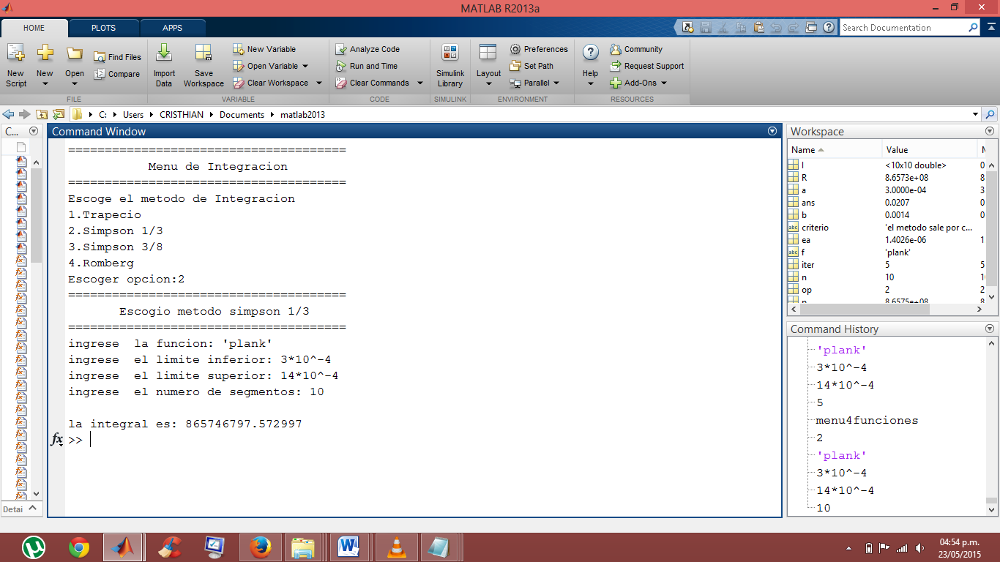 MATLAB R2013a
HOME
PLOTS
APPS
Search Documentation
New Script
New
Open
Find Files
Compare
FILE
Import Data
Save Workspace
New Variable
Open Variable
Clear Workspace
VARIABLE
Analyze Code
Run and Time
Clear Commands
CODE
Simulink Library
SIMULINK
Layout
Preferences
Set Path
Parallel
ENVIRONMENT
Help
Community
Request Support
Add-Ons
RESOURCES
C: Users CRISTHIAN Documents matlab2013
C...
Detai
Command Window
======================================
Menu de Integracion
======================================
Escoge el metodo de Integracion
1.Trapecio
2.Simpson 1/3
3.Simpson 3/8
4.Romberg
Escoger opcion:2
======================================
Escogio metodo simpson 1/3
======================================
ingrese  la funcion: 'plank'
ingrese  el limite inferior: 3*10^-4
ingrese  el limite superior: 14*10^-4
ingrese  el numero de segmentos: 10
la integral es: 865746797.572997
fx >>
Workspace
Name Value
I <10x10 double> 0
R 8.6573e+08 8
a 3.0000e-04 3
ans 0.0207 0
b 0.0014 0
abc criterio 'el metodo sale por c...
ea 1.4026e-06 1
abc f 'plank'
iter 5 5
n 10
op 2 2
8.6575e+08 8
Command History
'plank'
3*10^-4
14*10^-4
5
menu4funciones
2
'plank'
3*10^-4
14*10^-4
10
04:54 p.m.
23/05/2015